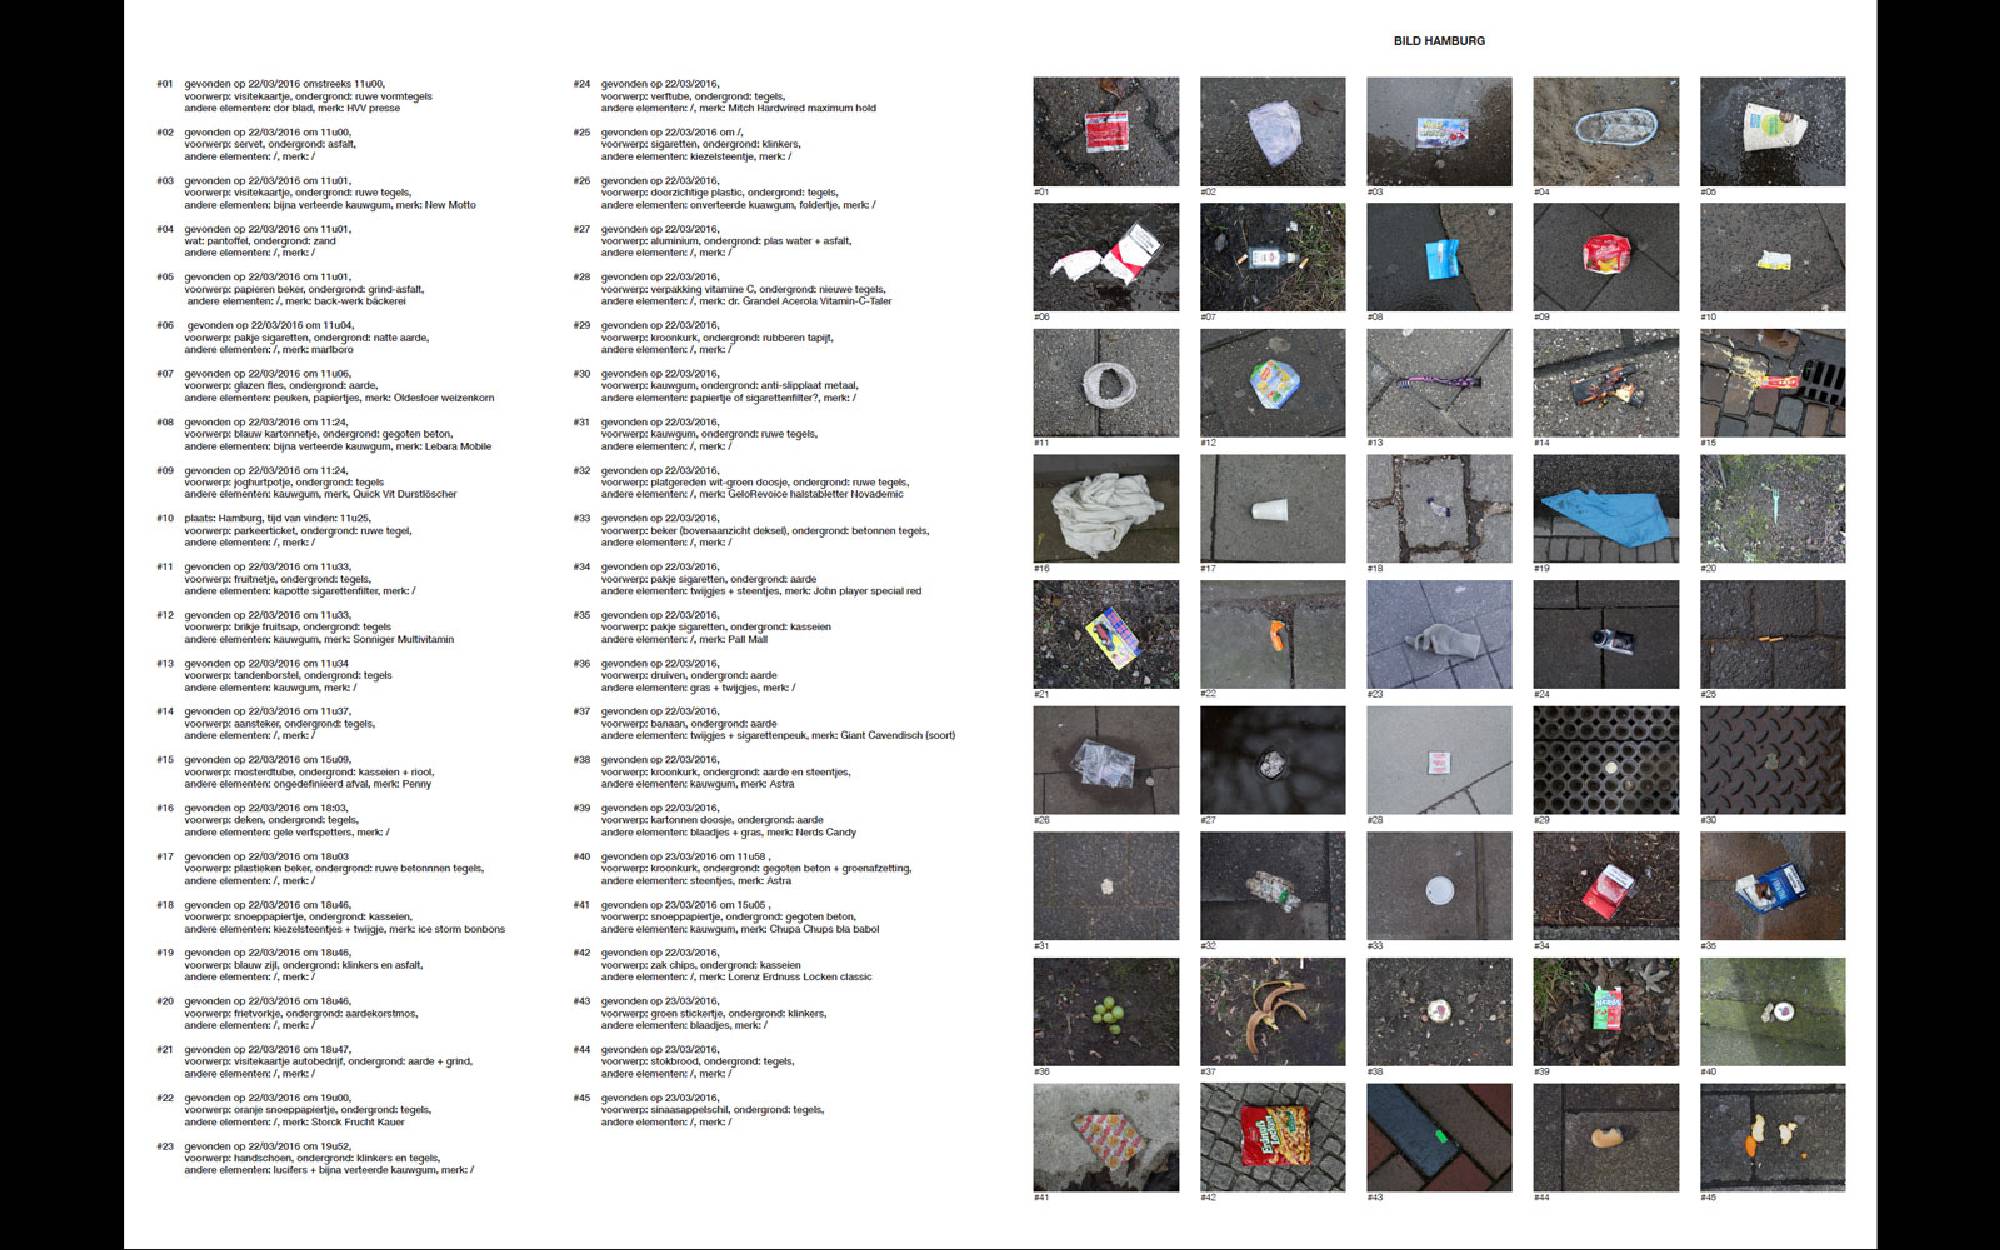 #01 gevonden op 22/03/2016 omstreeks 11u00,
voorwerp: visitekaartje, ondergrond: ruwe vormtegels
andere elementen: dor blad, merk: HVV presse
#02 gevonden op 22/03/2016 om 11u00,
voorwerp: servet, ondergrond: asfalt,
andere elementen: /, merk: /
#03 gevonden op 22/03/2016 om 11u01,
voorwerp: visitekaartje, ondergrond: ruwe tegels,
andere elementen: bijna verteerde kauwgum, merk: New Motto
#04 gevonden op 22/03/2016 om 11u01,
wat: pantoffel, ondergrond: zand
andere elementen: /, merk: /
#05 gevonden op 22/03/2016 om 11u01,
voorwerp: papieren beker, ondergrond: grind-asfalt,
andere elementen: /, merk: back-werk bäckerei
#06 gevonden op 22/03/2016 om 11u04,
voorwerp: pakje sigaretten, ondergrond: natte aarde,
andere elementen: /, merk: marlboro
#07 gevonden op 22/03/2016 om 11u06,
voorwerp: glazen fles, ondergrond: aarde,
andere elementen: peuken, papiertjes, merk: Oldesloer weizenkorn
#08 gevonden op 22/03/2016 om 11:24,
voorwerp: blauw kartonnetje, ondergrond: gegoten beton,
andere elementen: bijna verteerde kauwgum, merk: Lebara Mobile
#09 gevonden op 22/03/2016 om 11:24,
voorwerp: joghurtpotje, ondergrond: tegels
andere elementen: kauwgum, merk, Quick Vit Durstlöscher
#10 plaats: Hamburg, tijd van vinden: 11u25,
voorwerp: parkeerticket, ondergrond: ruwe tegel,
andere elementen: /, merk: /
#11 gevonden op 22/03/2016 om 11u33,
voorwerp: fruitnetje, ondergrond: tegels,
andere elementen: kapotte sigarettenfilter, merk: /
#12 gevonden op 22/03/2016 om 11u33,
voorwerp: brikje fruitsap, ondergrond: tegels
andere elementen: kauwgum, merk: Sonniger Multivitamin
#13 gevonden op 22/03/2016 om 11u34
voorwerp: tandenborstel, ondergrond: tegels
andere elementen: kauwgum, merk: /
#14 gevonden op 22/03/2016 om 11u37,
voorwerp: aansteker, ondergrond: tegels,
andere elementen: /, merk: /
#15 gevonden op 22/03/2016 om 15u09,
voorwerp: mosterdtube, ondergrond: kasseien + riool,
andere elementen: ongedefinieerd afval, merk: Penny
#16 gevonden op 22/03/2016 om 18:03,
voorwerp: deken, ondergrond: tegels,
andere elementen: gele verfspetters, merk: /
#17 gevonden op 22/03/2016 om 18u03
voorwerp: plastieken beker, ondergrond: ruwe betonnnen tegels,
andere elementen: /, merk: /
#18 gevonden op 22/03/2016 om 18u46,
voorwerp: snoeppapiertje, ondergrond: kasseien,
andere elementen: kiezelsteentjes + twijgje, merk: ice storm bonbons
#19 gevonden op 22/03/2016 om 18u46,
voorwerp: blauw zijl, ondergrond: klinkers en asfalt,
andere elementen: /, merk: /
#20 gevonden op 22/03/2016 om 18u46,
voorwerp: frietvorkje, ondergrond: aardekorstmos,
andere elementen: /, merk: /
#21 gevonden op 22/03/2016 om 18u47,
voorwerp: visitekaartje autobedrijf, ondergrond: aarde + grind,
andere elementen: /, merk: /
#22 gevonden op 22/03/2016 om 19u00,
voorwerp: oranje snoeppapiertje, ondergrond: tegels,
andere elementen: /, merk: Storck Frucht Kauer
#23 gevonden op 22/03/2016 om 19u52,
voorwerp: handschoen, ondergrond: klinkers en tegels,
andere elementen: lucifers + bijna verteerde kauwgum, merk: /
#24 gevonden op 22/03/2016,
voorwerp: verftube, ondergrond: tegels,
andere elementen: /, merk: Mitch Hardwired maximum hold
#25 gevonden op 22/03/2016 om /,
voorwerp: sigaretten, ondergrond: klinkers,
andere elementen: kiezelsteentje, merk: /
#26 gevonden op 22/03/2016,
voorwerp: doorzichtige plastic, ondergrond: tegels,
andere elementen: onverteerde kuawgum, foldertje, merk: /
#27 gevonden op 22/03/2016,
voorwerp: aluminium, ondergrond: plas water + asfalt,
andere elementen: /, merk: /
#28 gevonden op 22/03/2016,
voorwerp: verpakking vitamine C, ondergrond: nieuwe tegels,
andere elementen: /, merk: dr. Grandel Acerola Vitamin-C-Taler
#29 gevonden op 22/03/2016,
voorwerp: kroonkurk, ondergrond: rubberen tapijt,
andere elementen: /, merk: /
#30 gevonden op 22/03/2016,
voorwerp: kauwgum, ondergrond: anti-slipplaat metaal,
andere elementen: papiertje of sigarettenfilter?, merk: /
#31 gevonden op 22/03/2016,
voorwerp: kauwgum, ondergrond: ruwe tegels,
andere elementen: /, merk: /
#32 gevonden op 22/03/2016,
voorwerp: platgereden wit-groen doosje, ondergrond: ruwe tegels,
andere elementen: /, merk: GeloRevoice halstabletter Novademic
#33 gevonden op 22/03/2016,
voorwerp: beker (bovenaanzicht deksel), ondergrond: betonnen tegels,
andere elementen: /, merk: /
#34 gevonden op 22/03/2016,
voorwerp: pakje sigaretten, ondergrond: aarde
andere elementen: twijgjes + steentjes, merk: John player special red
#35 gevonden op 22/03/2016,
voorwerp: pakje sigaretten, ondergrond: kasseien
andere elementen: /, merk: Pall Mall
#36 gevonden op 22/03/2016,
voorwerp: druiven, ondergrond: aarde
andere elementen: gras + twijgjes, merk: /
#37 gevonden op 22/03/2016,
voorwerp: banaan, ondergrond: aarde
andere elementen: twijgjes + sigarettenpeuk, merk: Giant Cavendisch (soort)
#38 gevonden op 22/03/2016,
voorwerp: kroonkurk, ondergrond: aarde en steentjes,
andere elementen: kauwgum, merk: Astra
#39 gevonden op 22/03/2016,
voorwerp: kartonnen doosje, ondergrond: aarde
andere elementen: blaadjes + gras, merk: Nerds Candy
#40 gevonden op 23/03/2016 om 11u58 ,
voorwerp: kroonkurk, ondergrond: gegoten beton + groenafzetting,
andere elementen: steentjes, merk: Astra
#41 gevonden op 23/03/2016 om 15u05 ,
voorwerp: snoeppapiertje, ondergrond: gegoten beton,
andere elementen: kauwgum, merk: Chupa Chups bla babol
#42 gevonden op 22/03/2016,
voorwerp: zak chips, ondergrond: kasseien
andere elementen: /, merk: Lorenz Erdnuss Locken classic
#43 gevonden op 23/03/2016,
voorwerp: groen stickertje, ondergrond: klinkers,
andere elementen: blaadjes, merk: /
#44 gevonden op 23/03/2016,
voorwerp: stokbrood, ondergrond: tegels,
andere elementen: /, merk: /
#45 gevonden op 23/03/2016,
voorwerp: sinaasappelschil, ondergrond: tegels,
andere elementen: /, merk: /
BILD HAMBURG
#01 #02 #03 #04 #05
#06 #07 #08 #09 #10
#11 #12 #13 #14 #15
#16 #17 #18 #19 #20
#21 #22 #23 #24 #25
#26 #27 #28 #29 #30
#31 #32 #33 #34 #35
#36 #37 #38 #39 #40
Erdnuß
Locken
#41 #42 #43 #44 #45